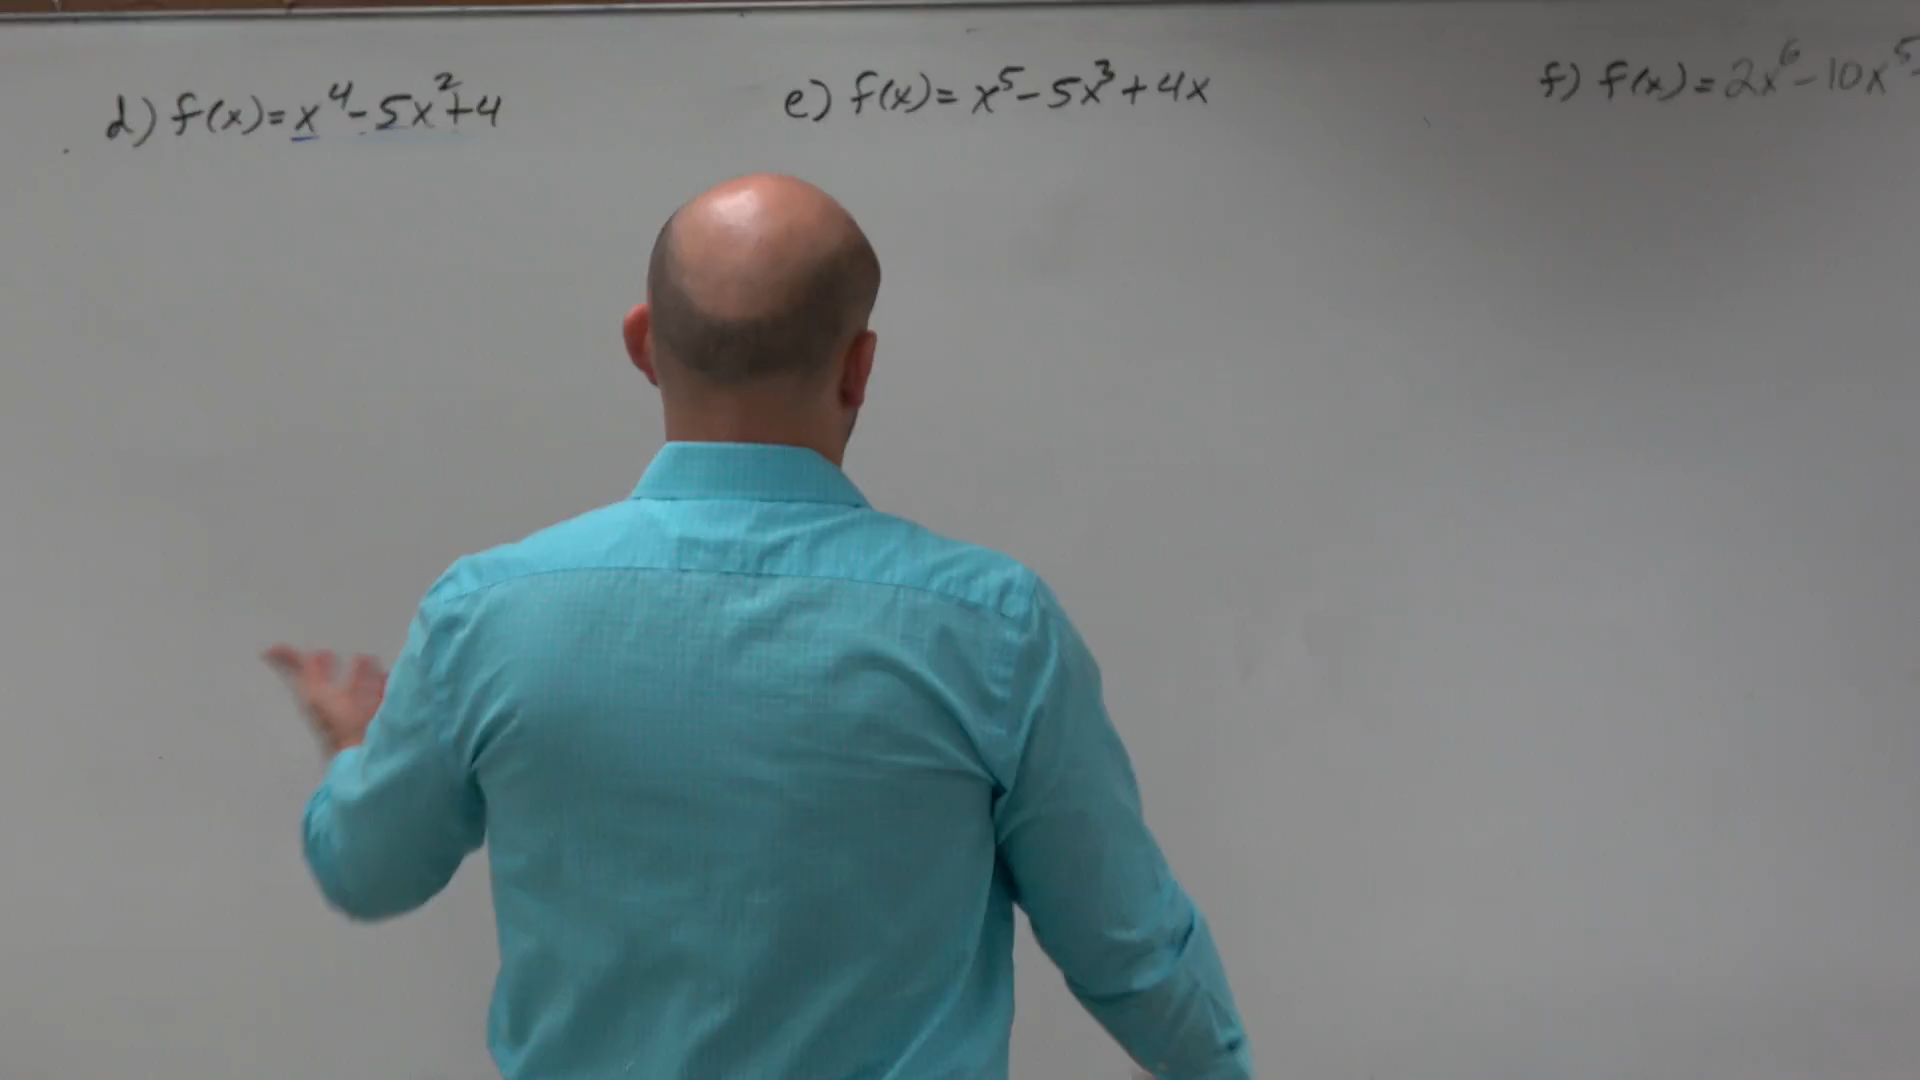 d) f(x)=x⁴-5x²+4
e) f(x)= x⁵-5x³+4x
f) f(x)=2x⁶-10x⁵-